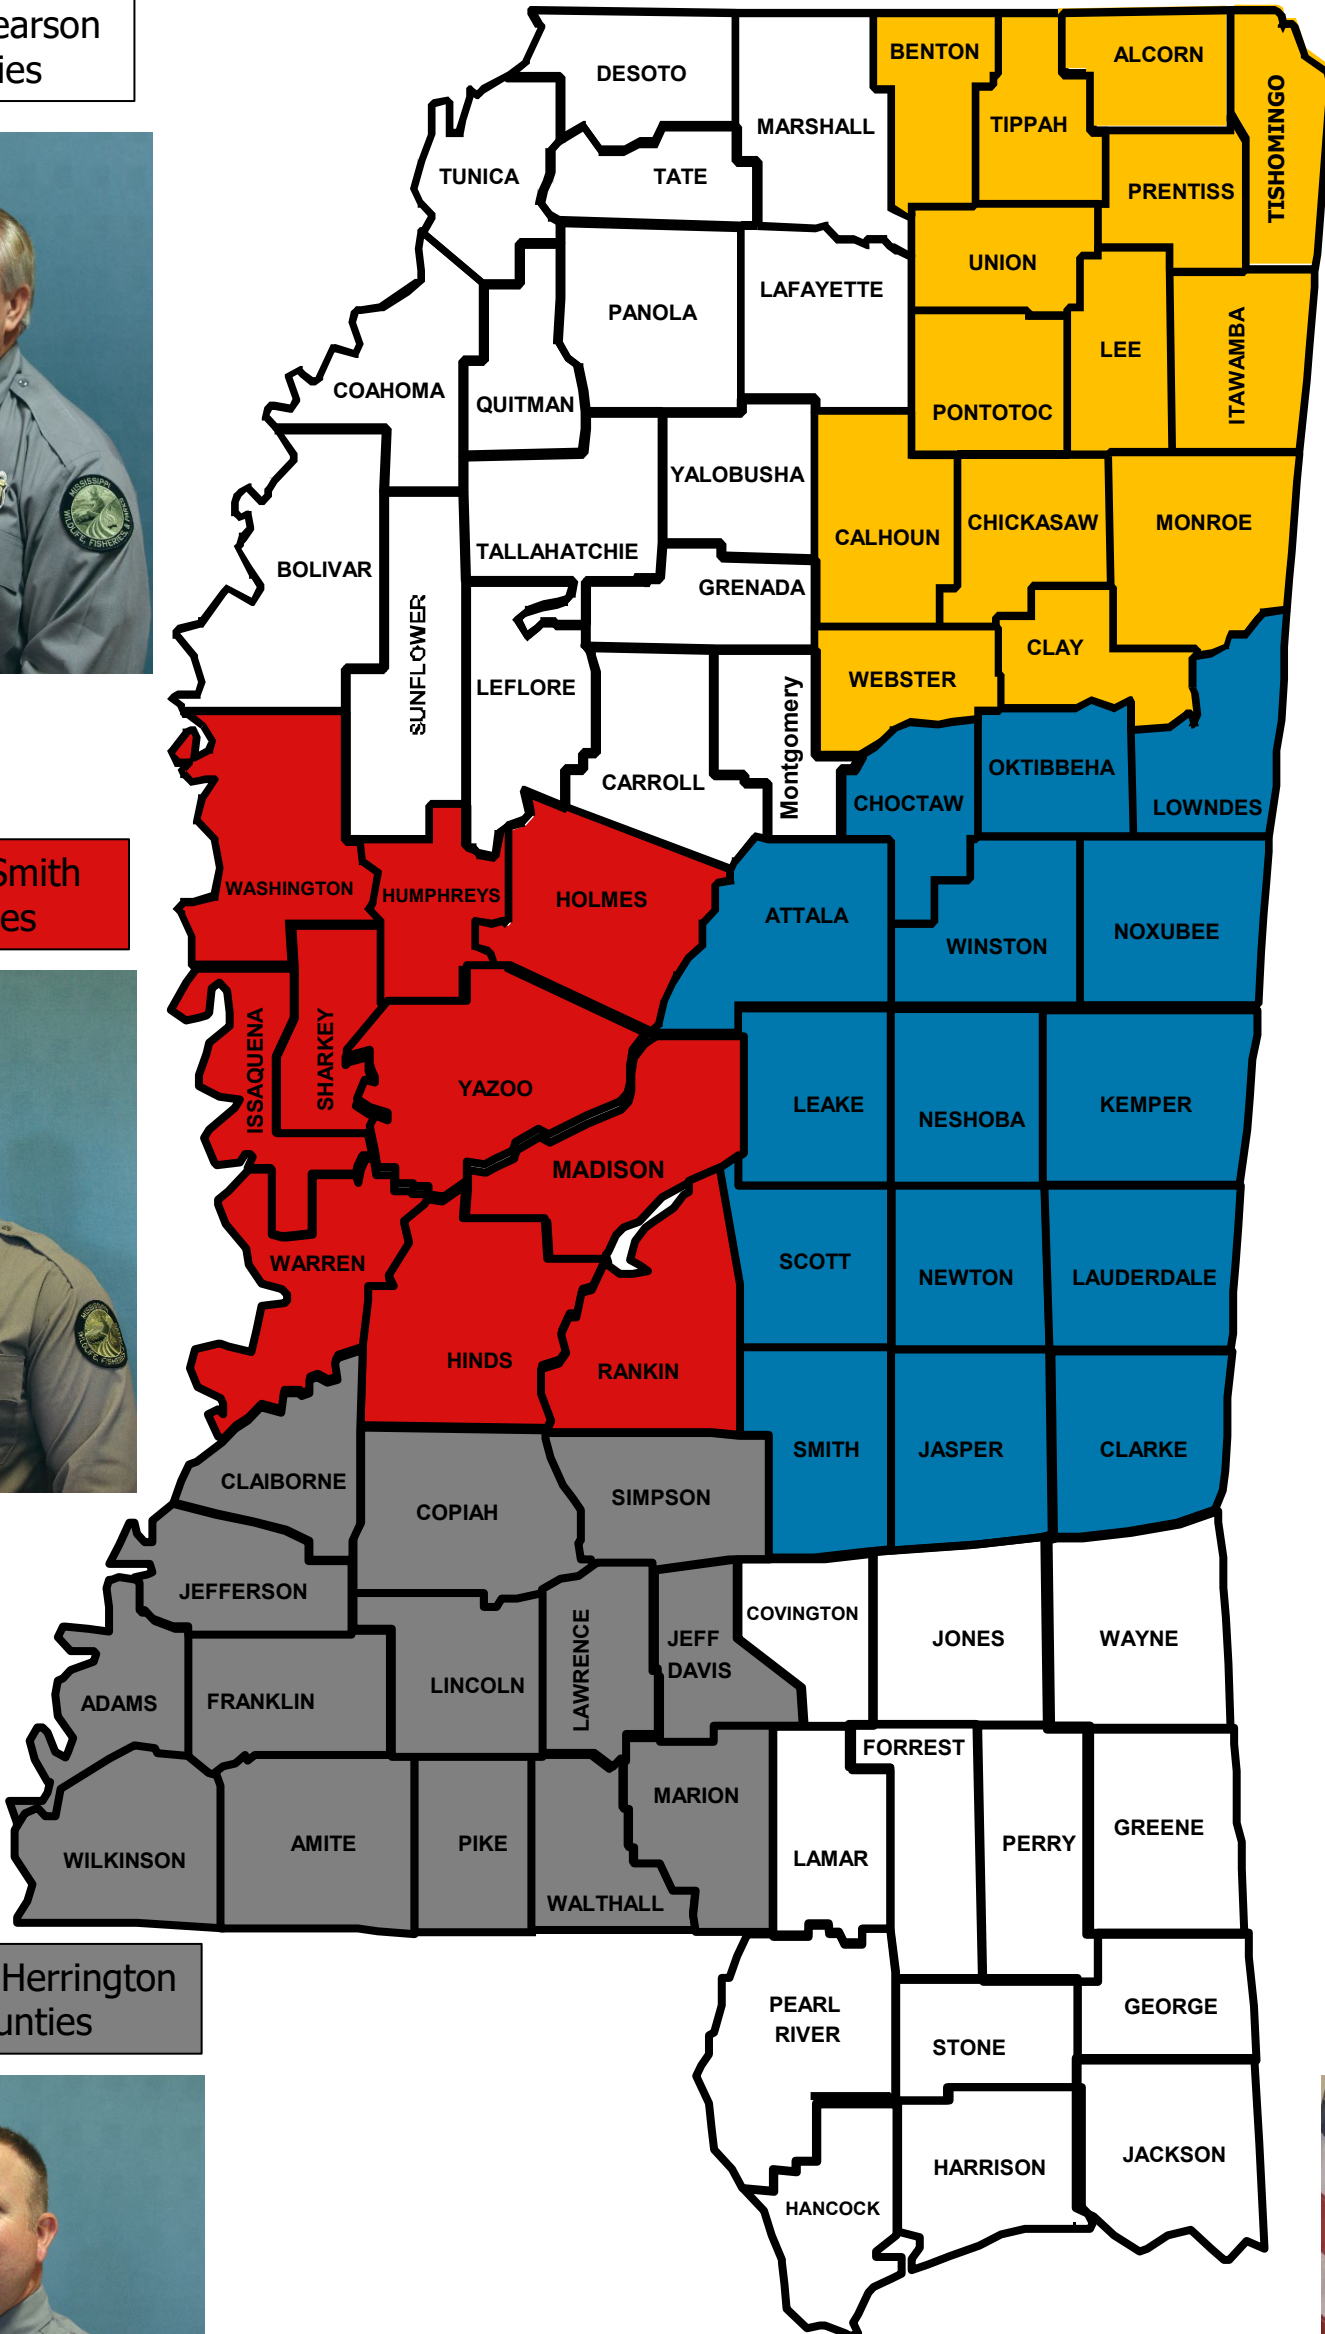 earson
ies
Smith
es
Herrington
unties
DESOTO
BENTON
ALCORN
TISHOMINGO
MARSHALL
TIPPAH
TUNICA
TATE
PRENTISS
UNION
PANOLA
LAFAYETTE
LEE
ITAWAMBA
COAHOMA
QUITMAN
PONTOTOC
YALOBUSHA
CALHOUN
CHICKASAW
MONROE
TALLAHATCHIE
BOLIVAR
GRENADA
SUNFLOWER
CLAY
LEFLORE
WEBSTER
Montgomery
CARROLL
CHOCTAW
OKTIBBEHA
LOWNDES
WASHINGTON
HUMPHREYS
HOLMES
ATTALA
WINSTON
NOXUBEE
ISSAQUENA
SHARKEY
YAZOO
LEAKE
NESHOBA
KEMPER
MADISON
WARREN
SCOTT
NEWTON
LAUDERDALE
HINDS
RANKIN
SMITH
JASPER
CLARKE
CLAIBORNE
COPIAH
SIMPSON
JEFFERSON
COVINGTON
JONES
WAYNE
LAWRENCE
JEFF
DAVIS
ADAMS
FRANKLIN
LINCOLN
FORREST
MARION
WILKINSON
AMITE
PIKE
WALTHALL
LAMAR
PERRY
GREENE
PEARL
RIVER
STONE
GEORGE
HANCOCK
HARRISON
JACKSON
MISSISSIPPI
WILDLIFE, FISHERIES